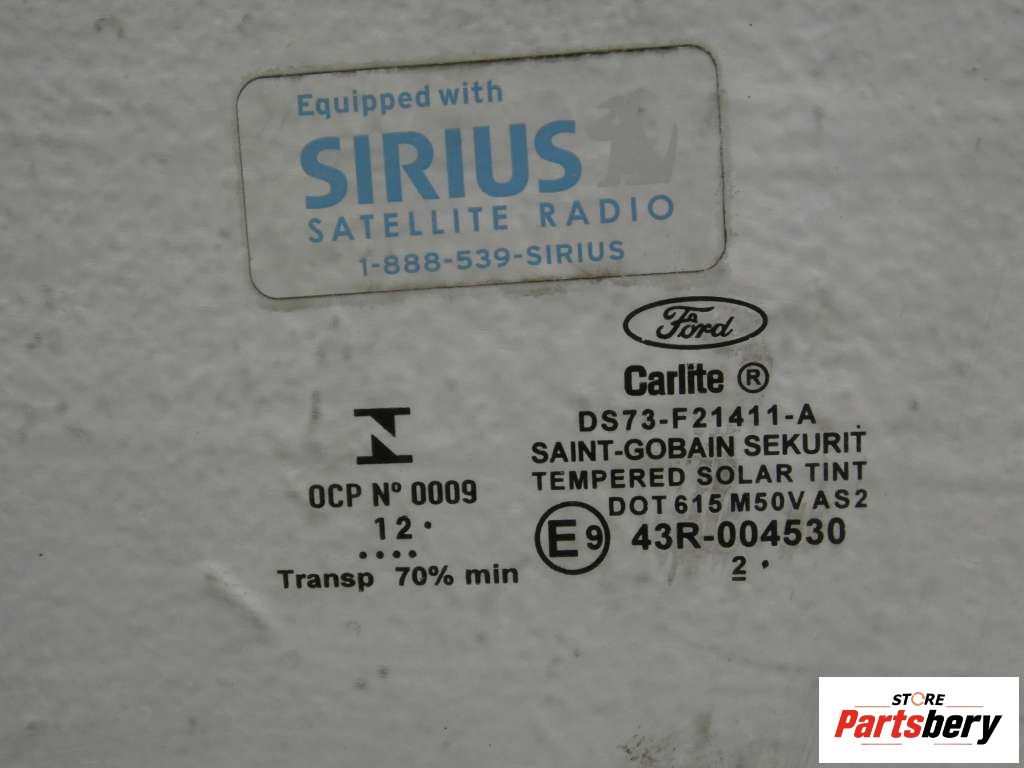 Equipped with
SIRIUS
SATELLITE RADIO
1-888-539-SIRIUS
Ford
Carlite ®
DS73-F21411-A
SAINT-GOBAIN SEKURIT
TEMPERED SOLAR TINT
DOT 615 M50V AS2
E9 43R-004530
2 .
OCP Nº 0009
12 .
....
Transp 70% min
STORE
Partsbery